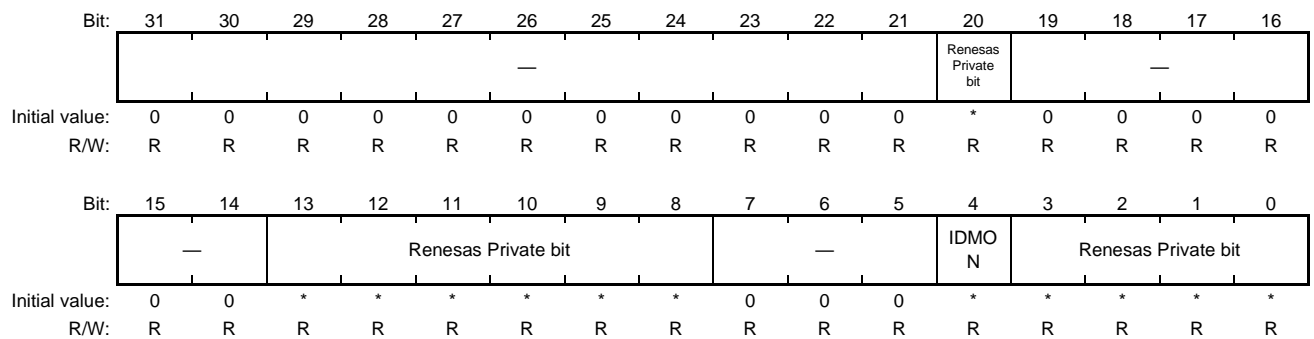 Bit: 31 30 29 28 27 26 25 24 23 22 21 20 19 18 17 16
— Renesas Private bit —
Initial value: 0 0 0 0 0 0 0 0 0 0 0 * 0 0 0 0
R/W: R R R R R R R R R R R R R R R R
Bit: 15 14 13 12 11 10 9 8 7 6 5 4 3 2 1 0
— Renesas Private bit — IDMO N Renesas Private bit
Initial value: 0 0 * * * * * * 0 0 0 * * * * *
R/W: R R R R R R R R R R R R R R R R